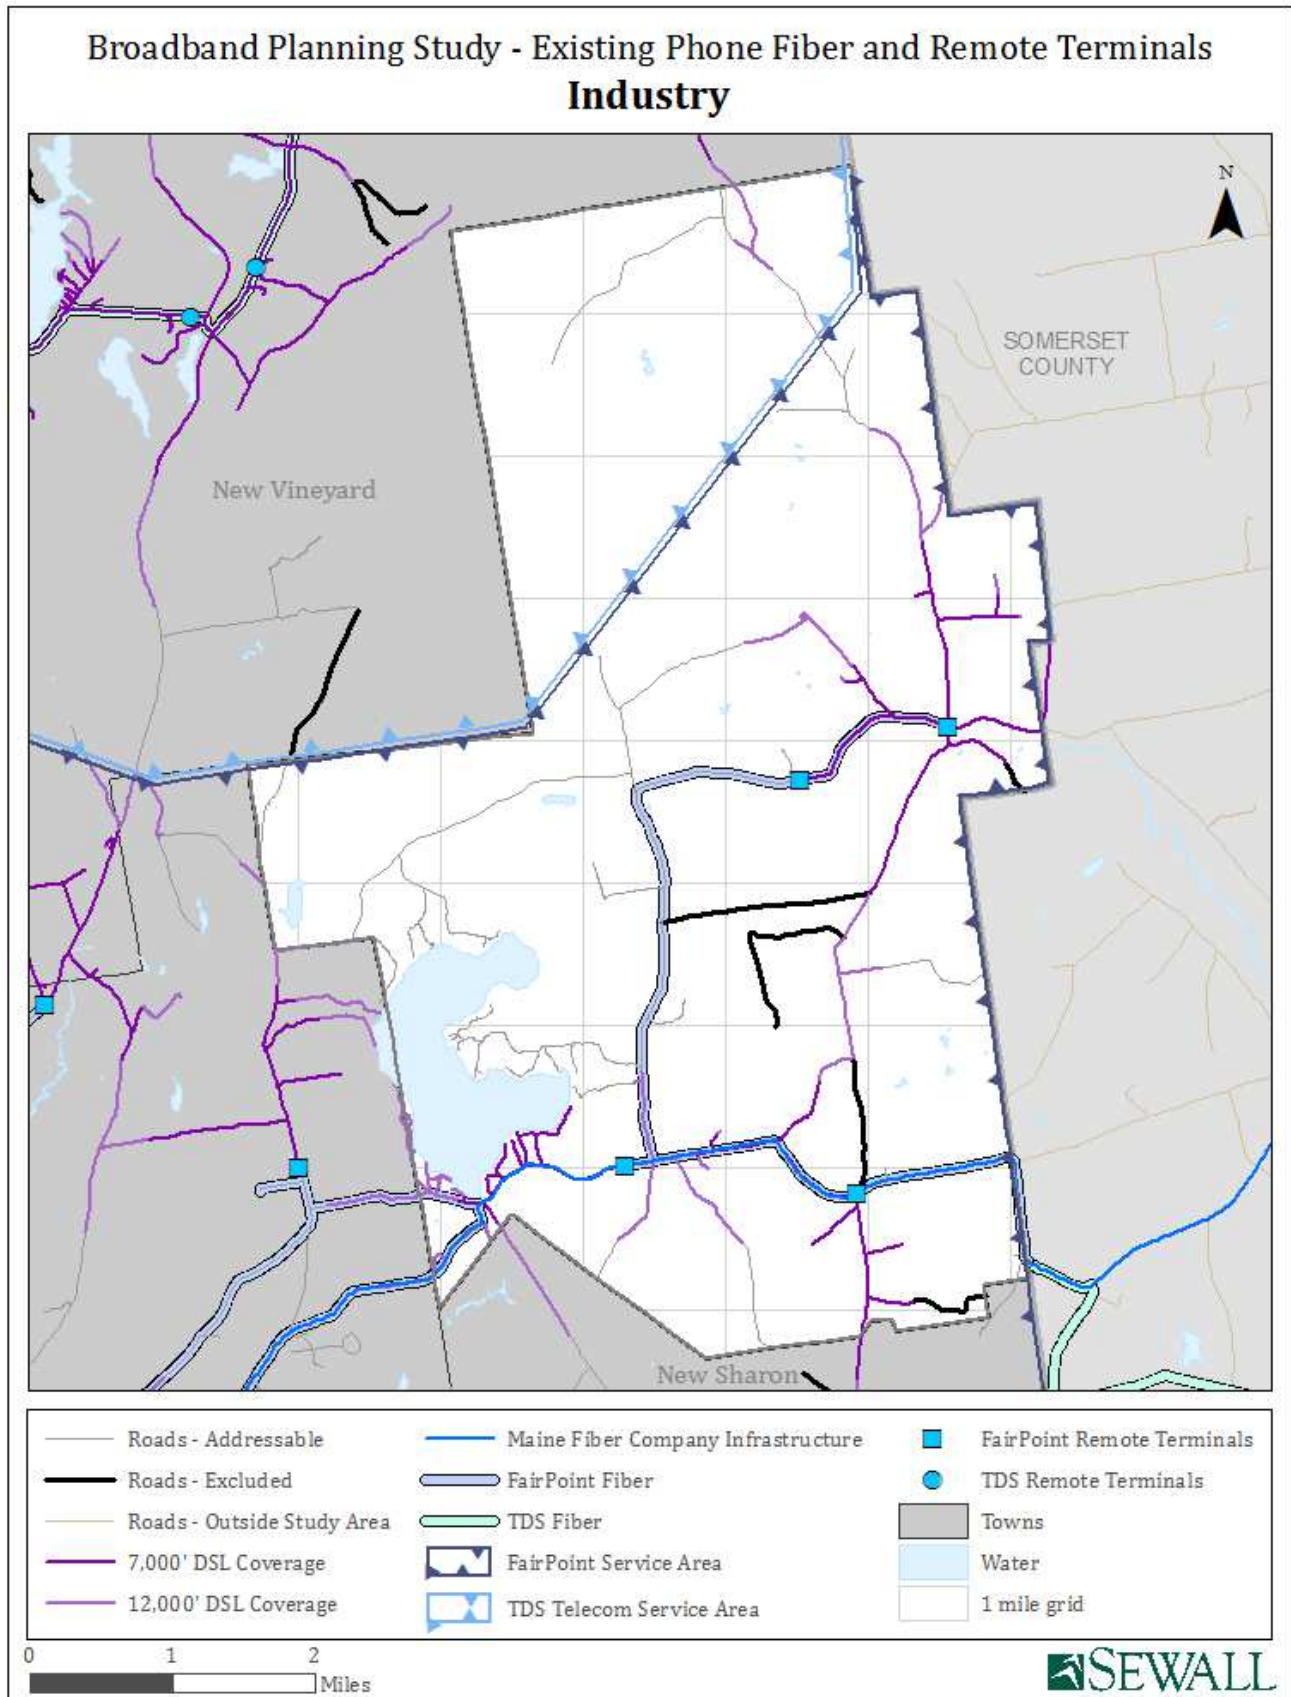 Broadband Planning Study - Existing Phone Fiber and Remote Terminals
Industry
N
SOMERSET
COUNTY
New Vineyard
New Sharon
Roads - Addressable
Roads - Excluded
Roads - Outside Study Area
7,000' DSL Coverage
12,000' DSL Coverage
Maine Fiber Company Infrastructure
FairPoint Fiber
TDS Fiber
FairPoint Service Area
TDS Telecom Service Area
FairPoint Remote Terminals
TDS Remote Terminals
Towns
Water
1 mile grid
0 1 2
Miles
SEWALL